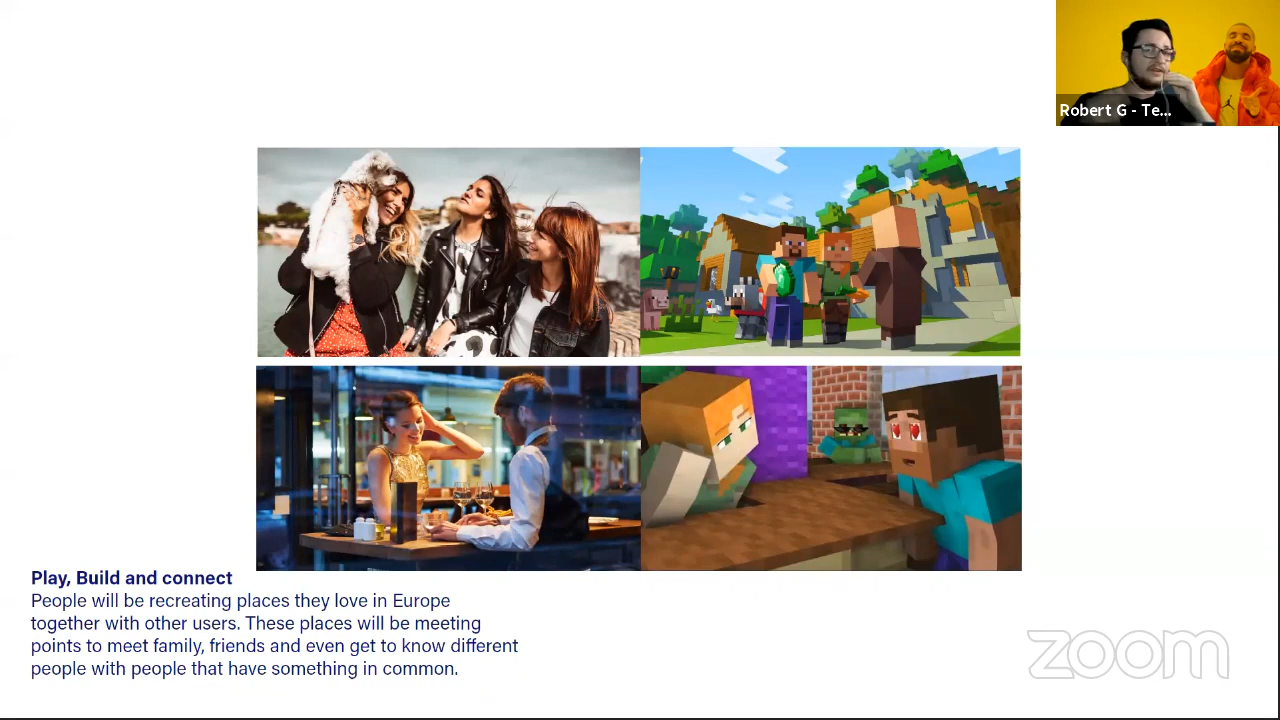 Robert G - Te...
Play, Build and connect
People will be recreating places they love in Europe
together with other users. These places will be meeting
points to meet family, friends and even get to know different
people with people that have something in common.
zoom